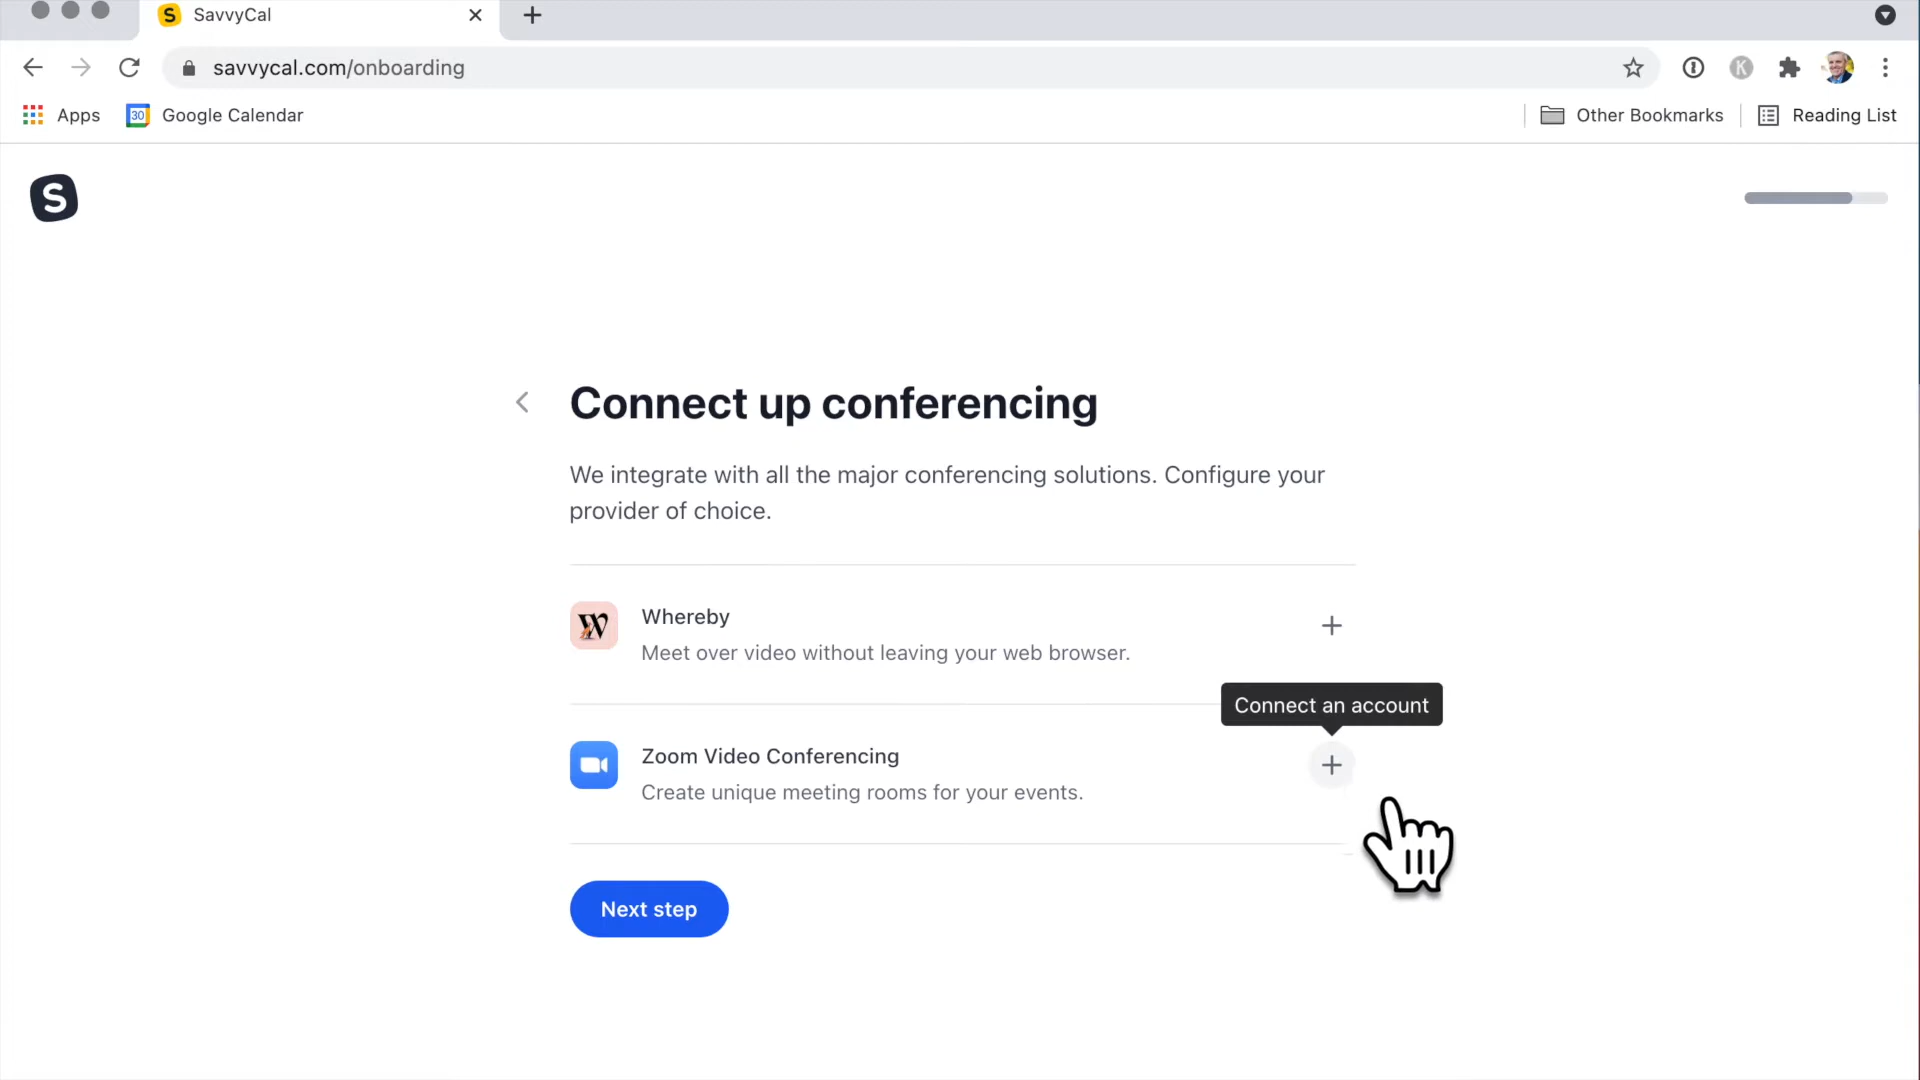 SavvyCal
savvycal.com/onboarding
K
Apps
30
Google Calendar
Other Bookmarks
Reading List
S
Connect up conferencing
We integrate with all the major conferencing solutions. Configure your
provider of choice.
W
Whereby
Meet over video without leaving your web browser.
Connect an account
Zoom Video Conferencing
Create unique meeting rooms for your events.
Next step